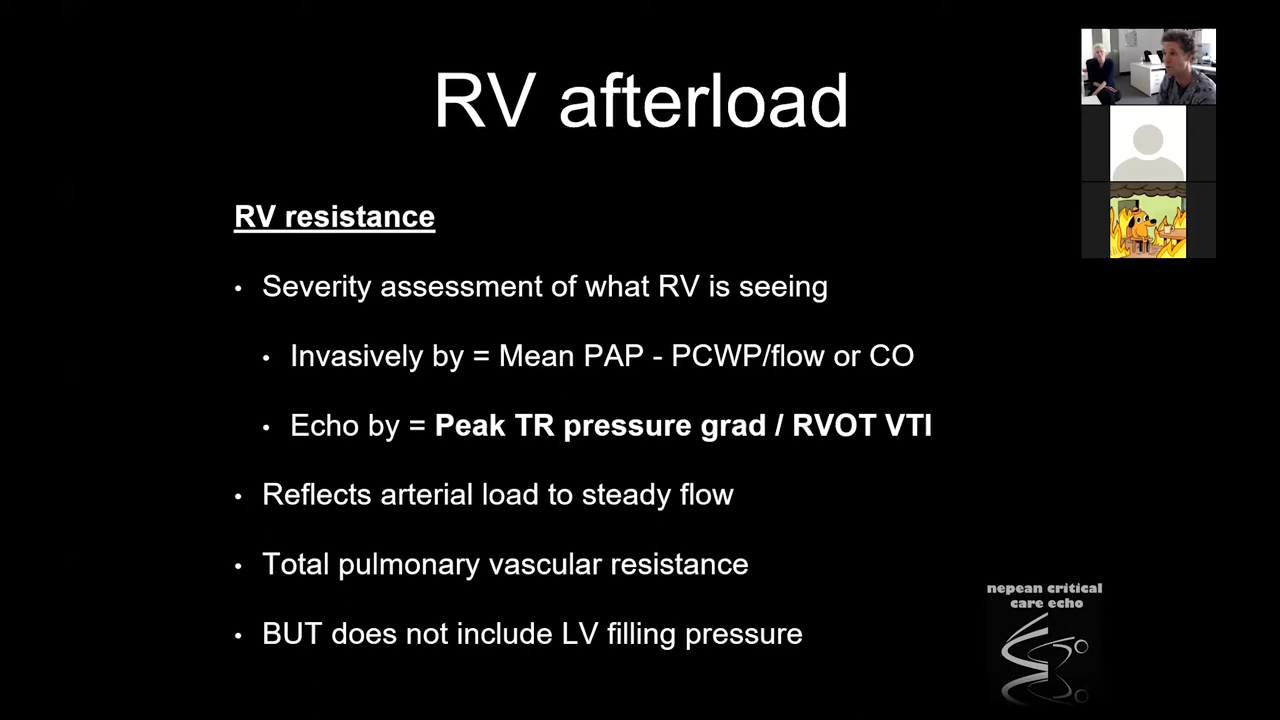 RV afterload
RV resistance
• Severity assessment of what RV is seeing
• Invasively by = Mean PAP - PCWP/flow or CO
• Echo by = Peak TR pressure grad / RVOT VTI
• Reflects arterial load to steady flow
• Total pulmonary vascular resistance
• BUT does not include LV filling pressure
nepean critical
care echo